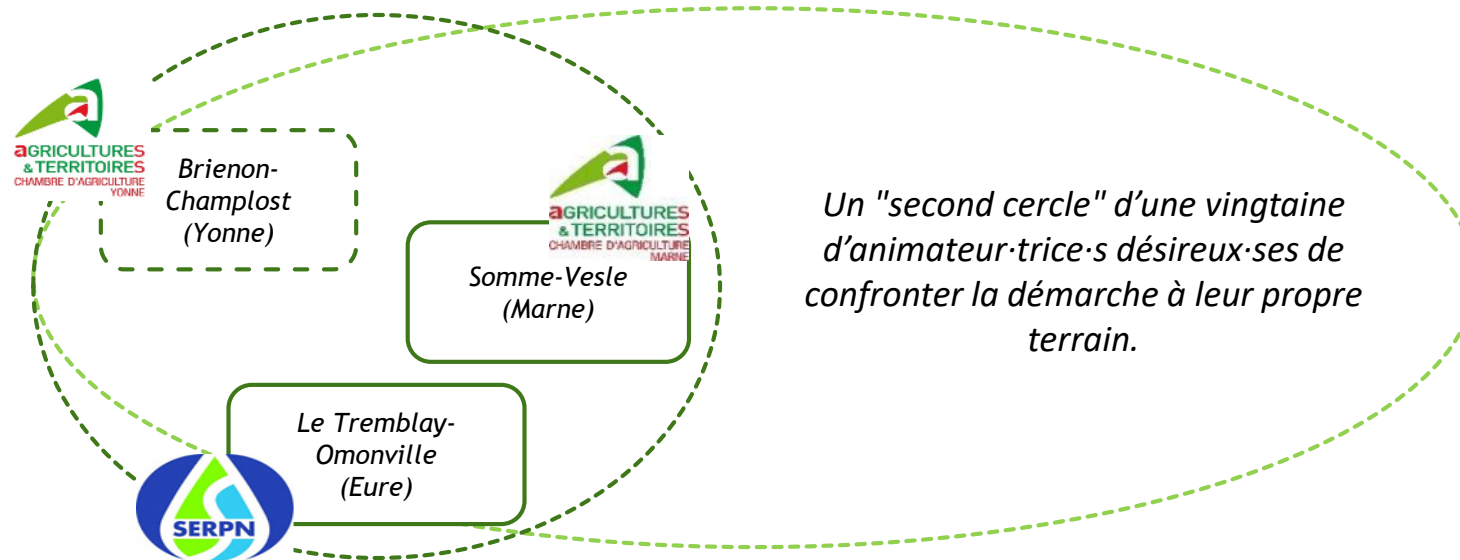 aGRICULTURES
& TERRITOIRES
CHAMBRE D'AGRICULTURE
YONNE
Brienon-
Champlost
(Yonne)
aGRICULTURES
& TERRITOIRES
CHAMBRE D'AGRICULTURE
MARNE
Somme-Vesle
(Marne)
Le Tremblay-
Omonville
(Eure)
SERPN
Un "second cercle" d’une vingtaine
d’animateur·trice·s désireux·ses de
confronter la démarche à leur propre
terrain.